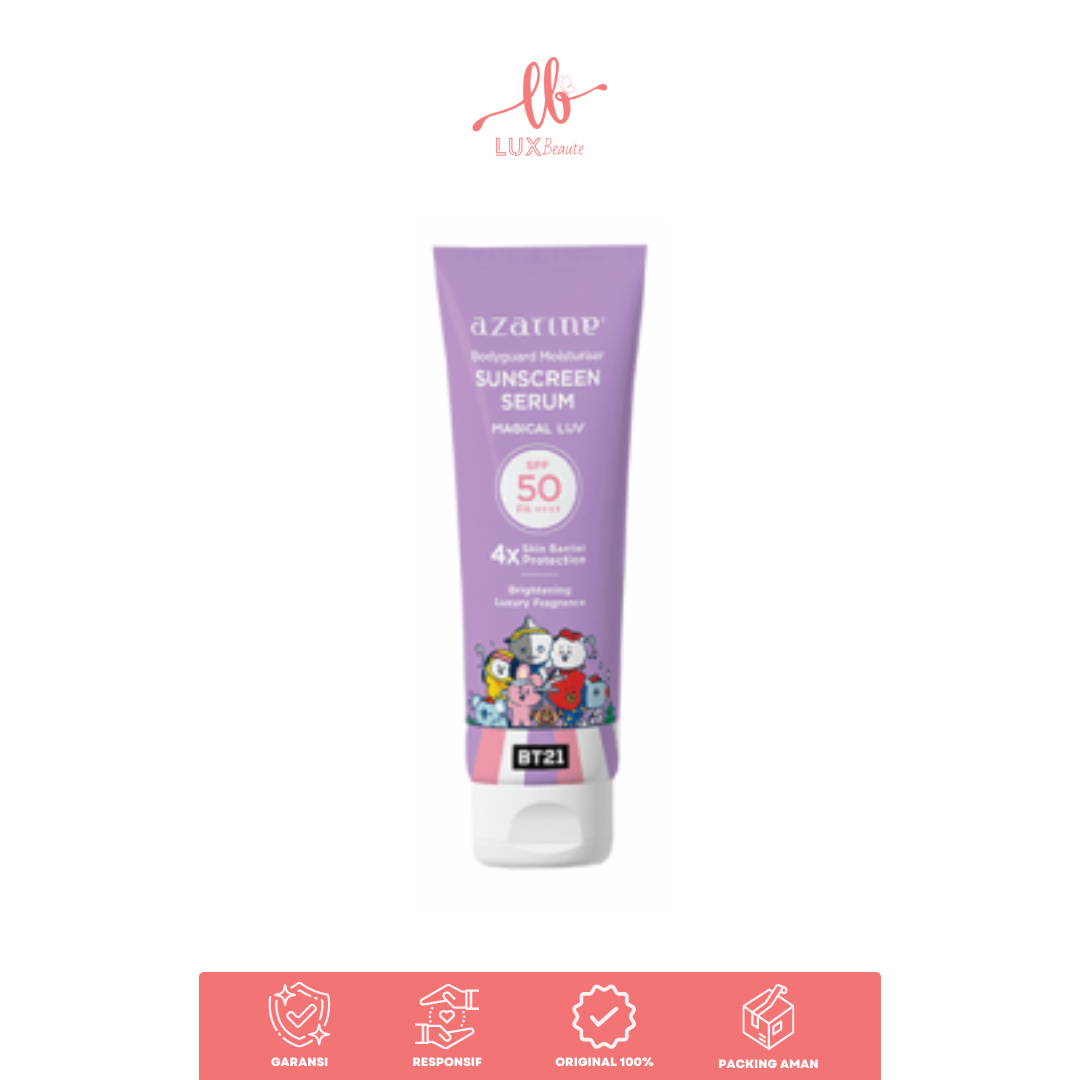 lb
LUX Beaute
azarine®
Bodyguard Moisturiser
SUNSCREEN
SERUM
MAGICAL LUV
SPF
50
PA ++++
4x Skin Barrier
Protection
Brightening
Luxury Fragrance
BT21
GARANSI
RESPONSIF
ORIGINAL 100%
PACKING AMAN